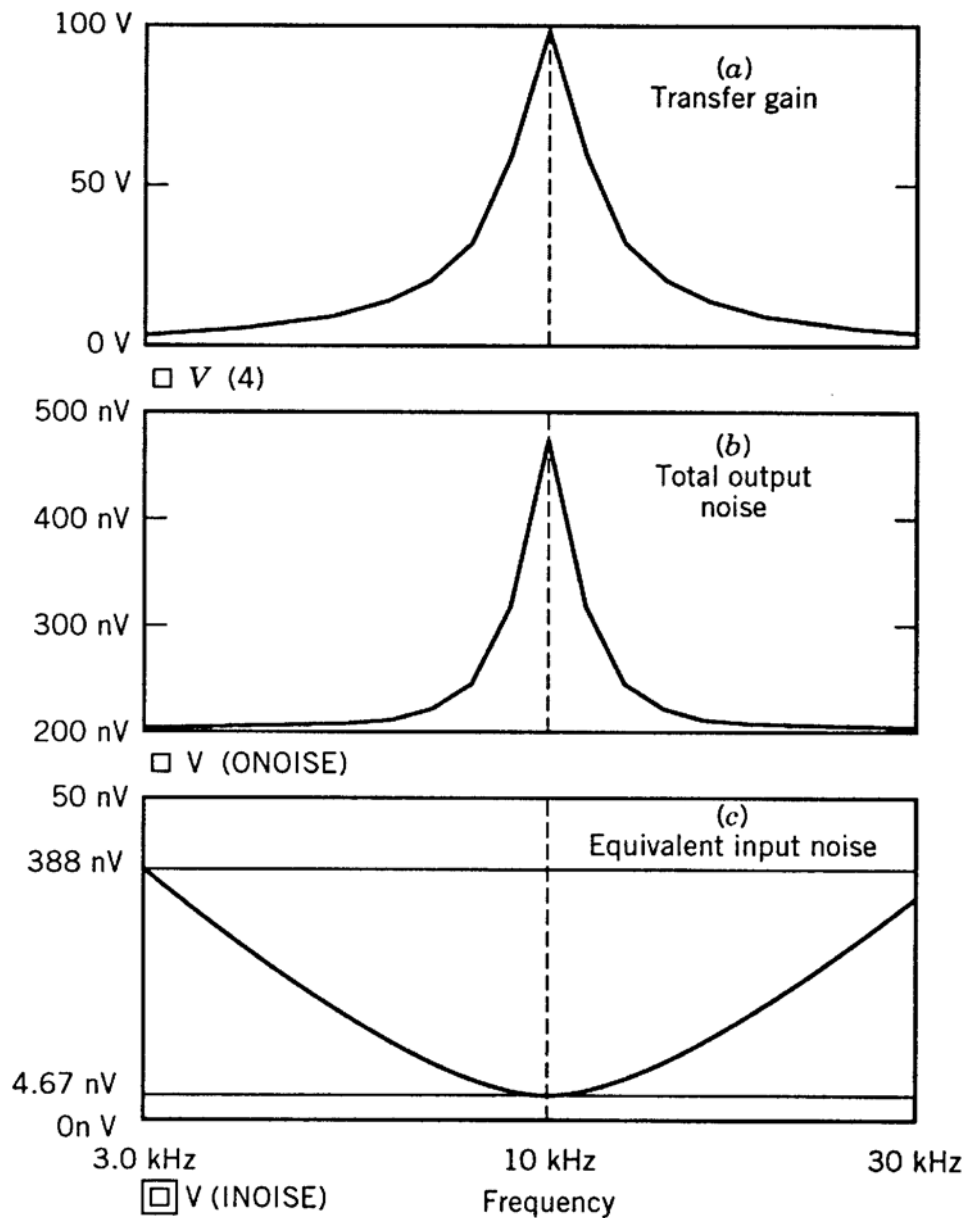 100 V
(a)
Transfer gain
50 V
0 V
V (4)
500 nV
(b)
Total output
noise
400 nV
300 nV
200 nV
V (ONOISE)
50 nV
(c)
Equivalent input noise
388 nV
4.67 nV
0n V
3.0 kHz 10 kHz 30 kHz
V (INOISE) Frequency